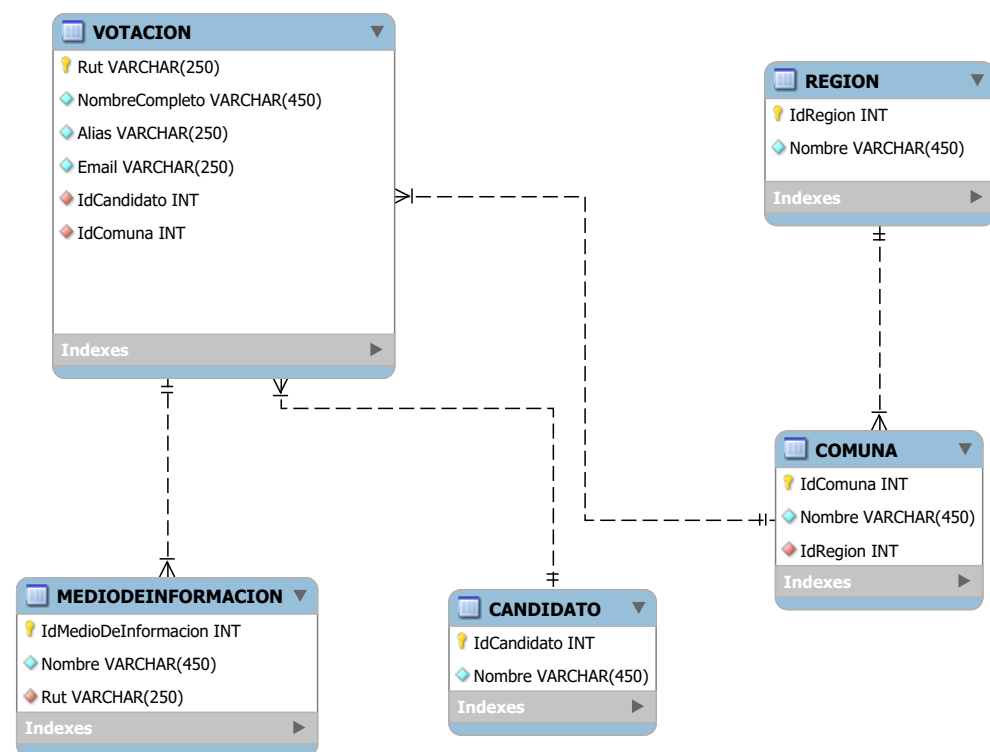 VOTACION
Rut VARCHAR(250)
NombreCompleto VARCHAR(450)
Alias VARCHAR(250)
Email VARCHAR(250)
IdCandidato INT
IdComuna INT
Indexes
REGION
IdRegion INT
Nombre VARCHAR(450)
Indexes
COMUNA
IdComuna INT
Nombre VARCHAR(450)
IdRegion INT
Indexes
MEDIODEINFORMACION
IdMedioDeInformacion INT
Nombre VARCHAR(450)
Rut VARCHAR(250)
Indexes
CANDIDATO
IdCandidato INT
Nombre VARCHAR(450)
Indexes